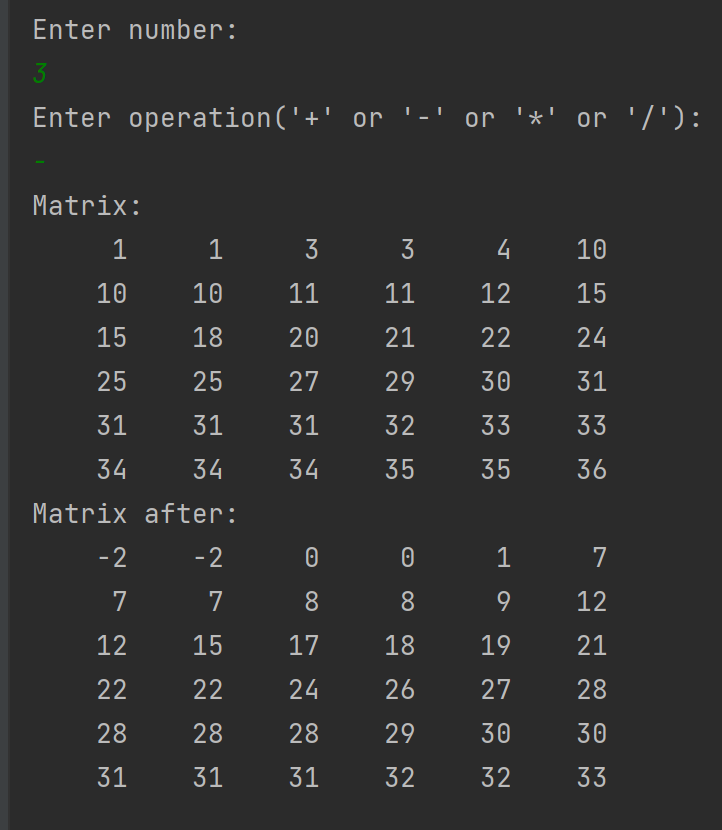 Enter number:
3
Enter operation('+' or '-' or '*' or '/'):
-
Matrix:
1 1 3 3 4 10
10 10 11 11 12 15
15 18 20 21 22 24
25 25 27 29 30 31
31 31 31 32 33 33
34 34 34 35 35 36
Matrix after:
-2 -2 0 0 1 7
7 7 8 8 9 12
12 15 17 18 19 21
22 22 24 26 27 28
28 28 28 29 30 30
31 31 31 32 32 33